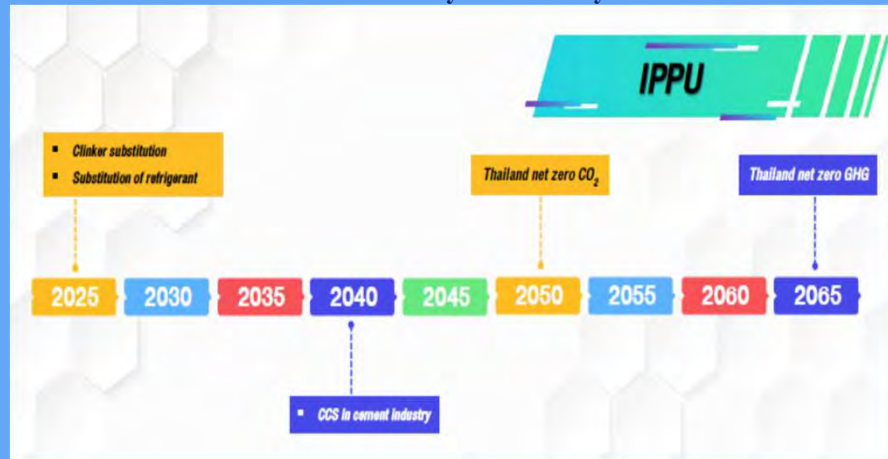 IPPU
▪ Clinker substitution
▪ Substitution of refrigerant
Thailand net zero CO₂
Thailand net zero GHG
2025 2030 2035 2040 2045 2050 2055 2060 2065
▪ CCS in cement industry